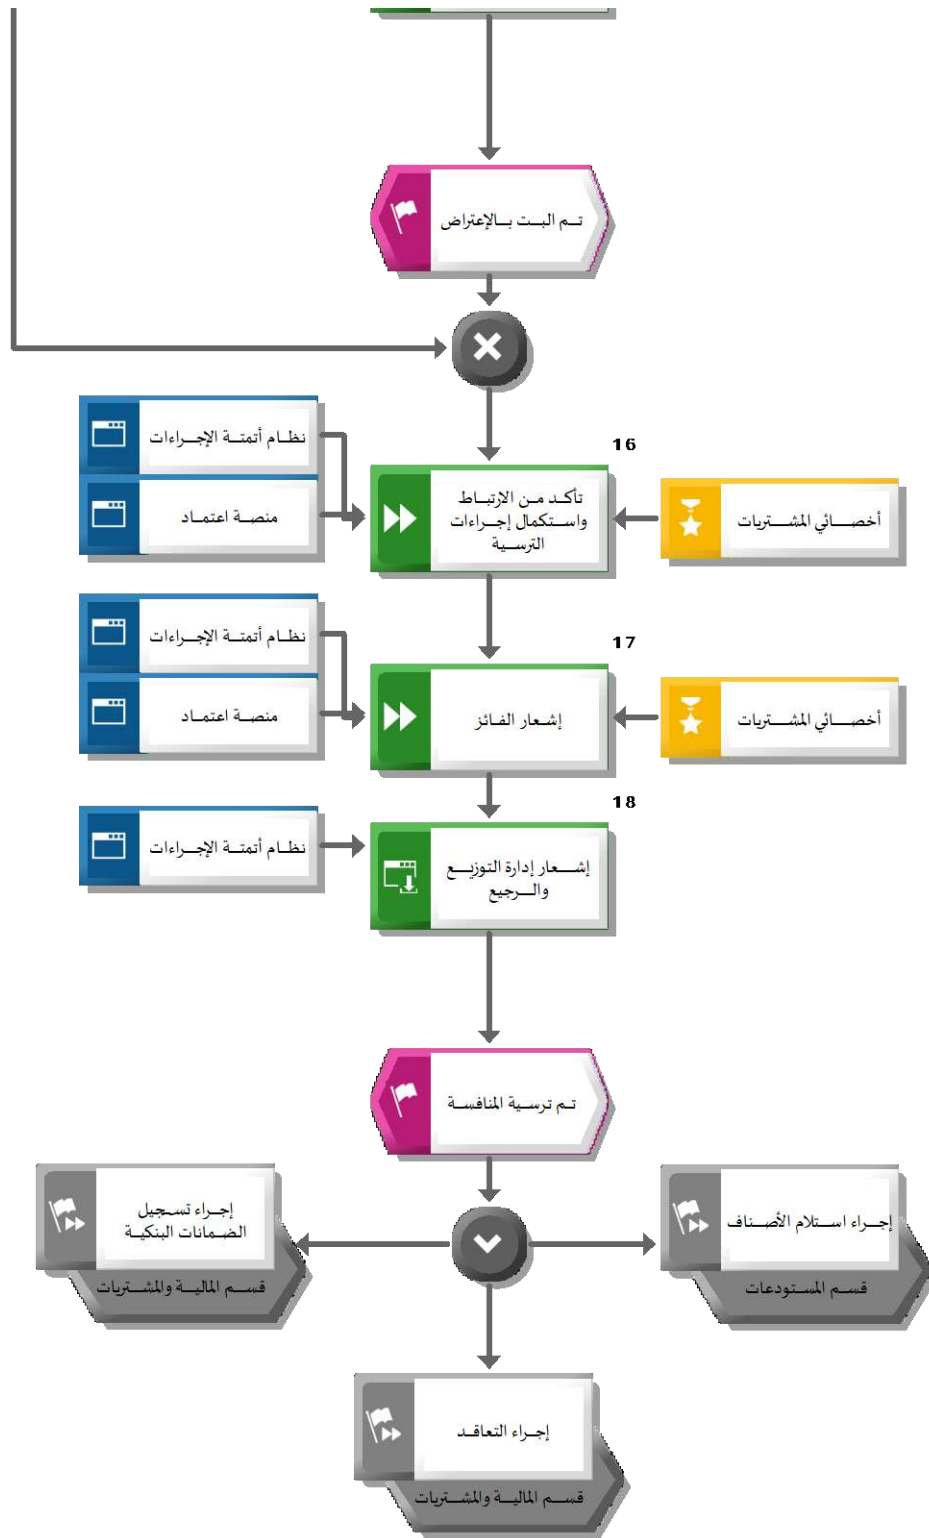 تم البت بالإعتراض
نظام أتمتة الإجراءات
منصة اعتماد
16
تأكد من الارتباط
واستكمال إجراءات
الترسية
أخصائي المشتريات
نظام أتمتة الإجراءات
منصة اعتماد
17
إشعار الفائز
أخصائي المشتريات
18
نظام أتمتة الإجراءات
إشعار إدارة التوزيع
والرجيع
تم ترسية المنافسة
إجراء استلام الأصناف
قسم المستودعات
إجراء تسجيل
الضمانات البنكية
قسم المالية والمشتريات
إجراء التعاقد
قسم المالية والمشتريات